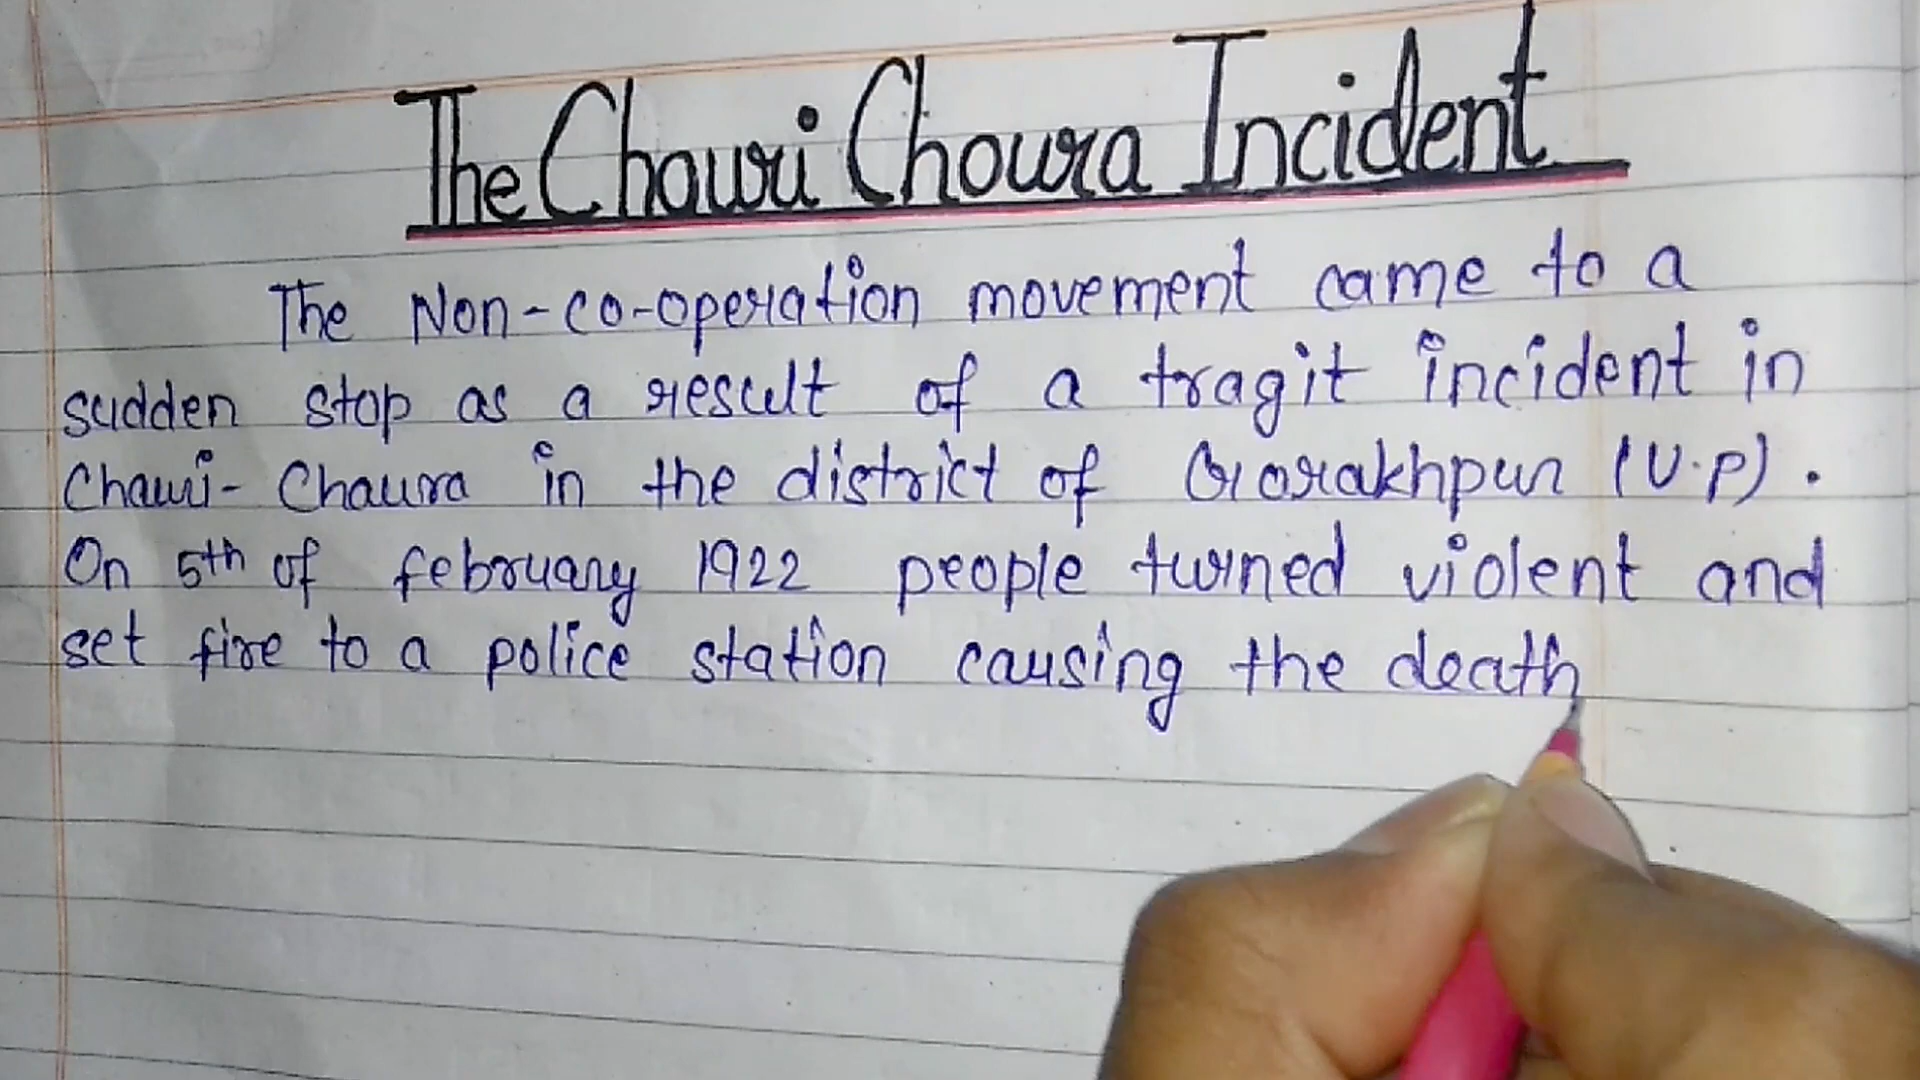 The Chauri Choura Incident
The Non-co-operation movement came to a
sudden stop as a result of a tragit incident in
Chauri-Chaura in the district of Gorakhpur (U.P).
On 5th of february 1922 people turned violent and
set fire to a police station causing the death